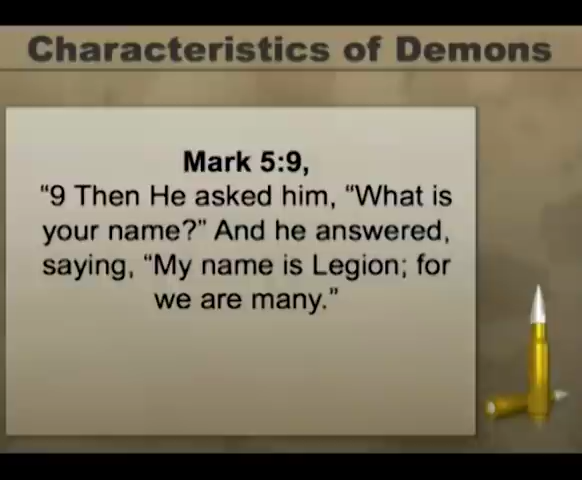 Characteristics of Demons
Mark 5:9,
“9 Then He asked him, “What is
your name?” And he answered,
saying, “My name is Legion; for
we are many.”